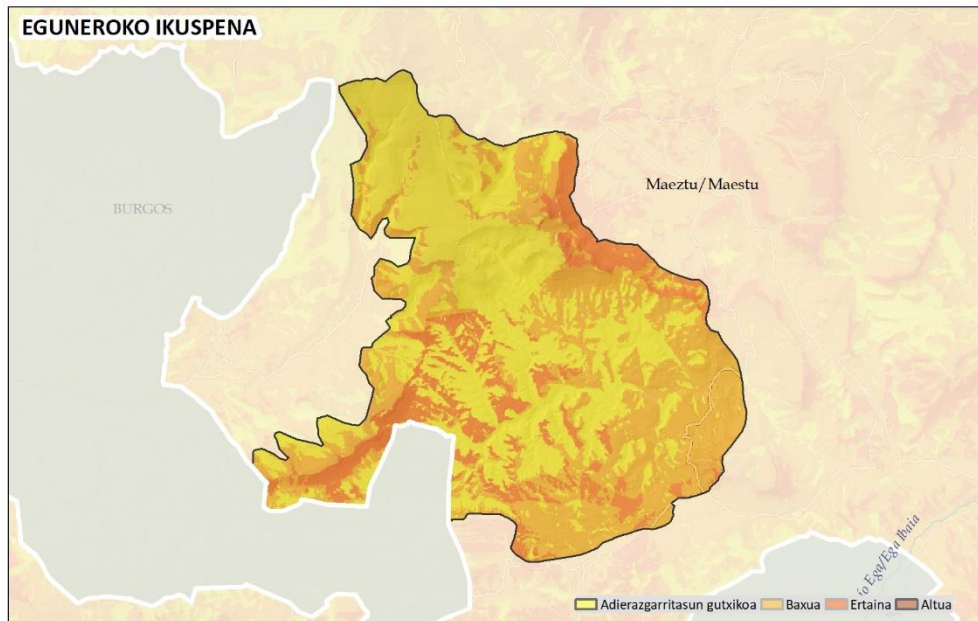 EGUNEROKO IKUSPENA
BURGOS
Maeztu/Maestu
io Ega/Ega Ibaia
Adierazgarritasun gutxikoa
Baxua
Ertaina
Altua